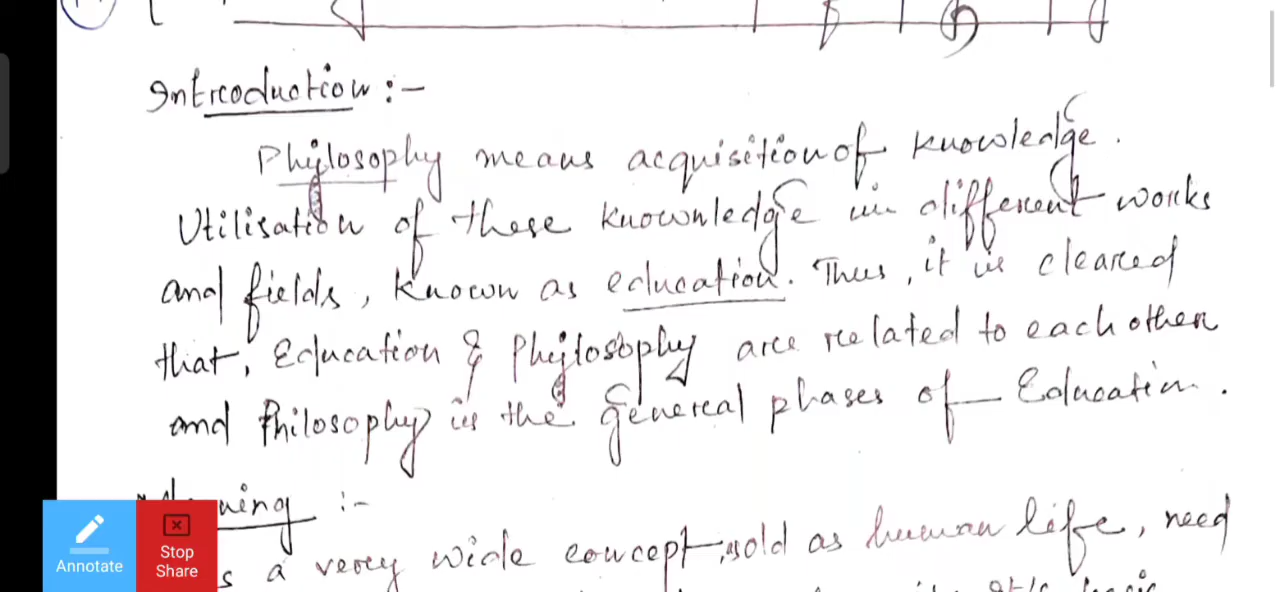 Introduction :-
Philosophy means acquisition of knowledge.
Utilisation of these knownledge in different works
and fields, known as education. Thus, it is cleared
that, Education & Philosophy are related to each other
and Philosophy is the general phases of Education.
:-
a very wide concept, old as human life, need
Annotate
Stop
Share